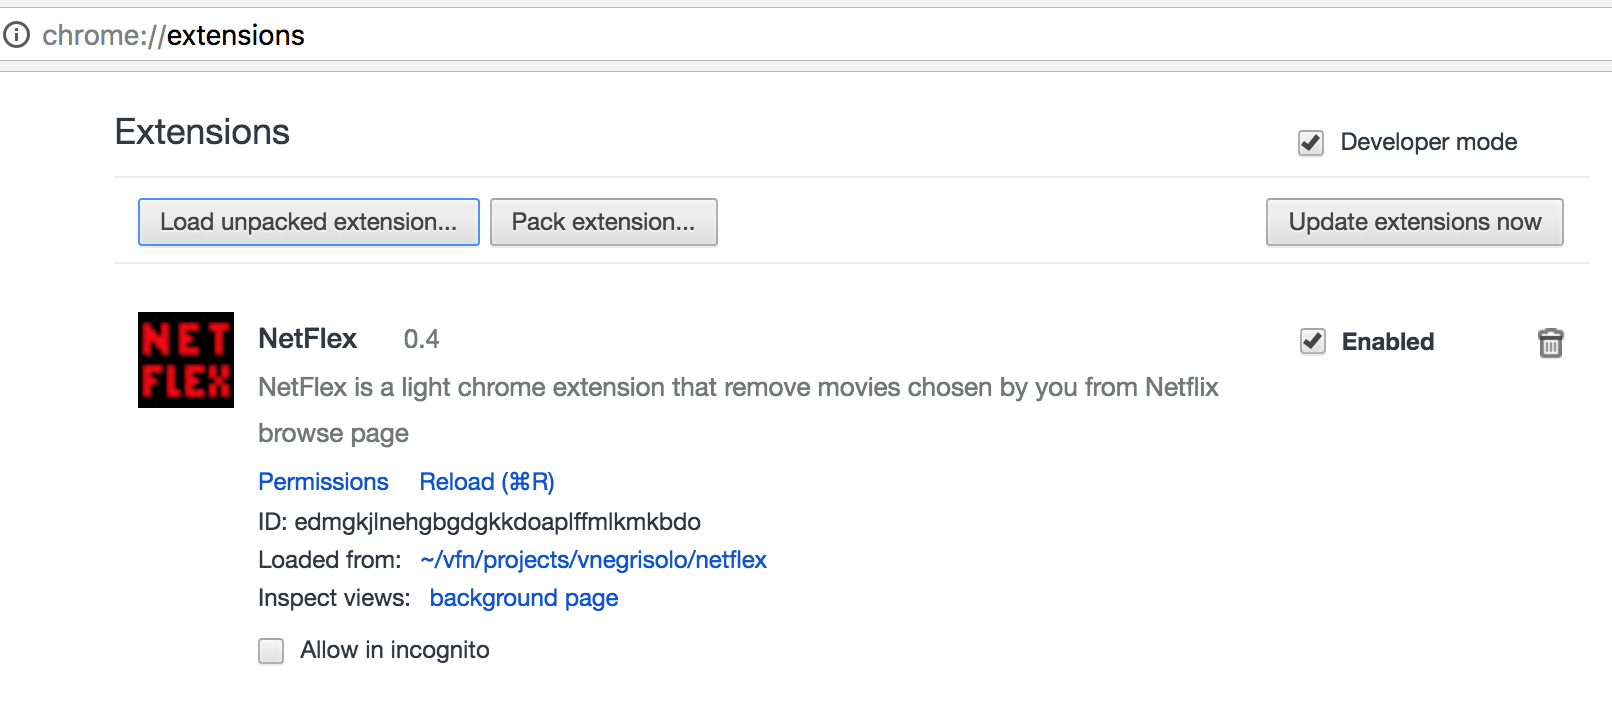 chrome://extensions
Extensions
Developer mode
Load unpacked extension... Pack extension... Update extensions now
NET
FLEX
NetFlex 0.4 Enabled
NetFlex is a light chrome extension that remove movies chosen by you from Netflix
browse page
Permissions Reload (⌘R)
ID: edmgkjlnehgbgdgkkdoaplffmlkmkbdo
Loaded from: ~/vfn/projects/vnegrisolo/netflex
Inspect views: background page
Allow in incognito